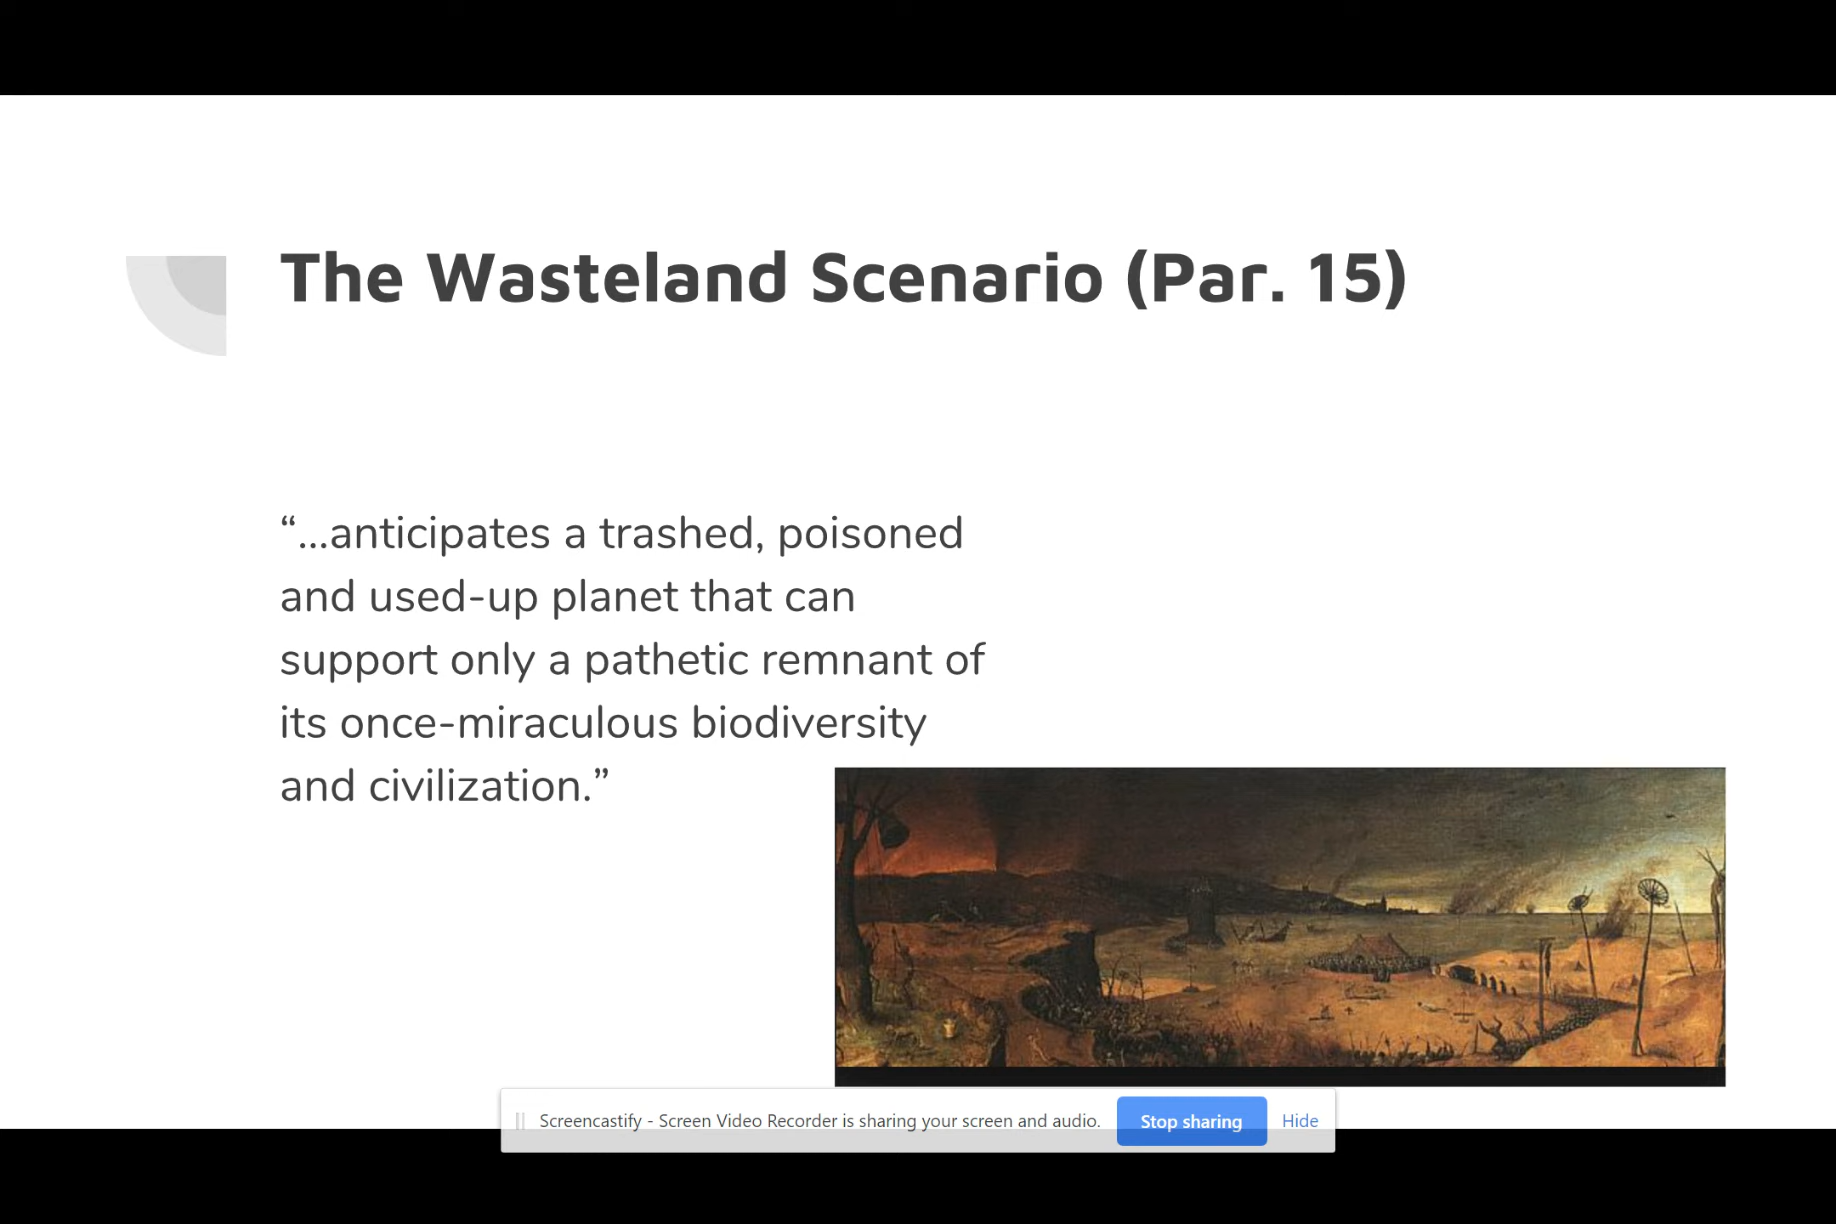 The Wasteland Scenario (Par. 15)
“...anticipates a trashed, poisoned
and used-up planet that can
support only a pathetic remnant of
its once-miraculous biodiversity
and civilization.”
Screencastify - Screen Video Recorder is sharing your screen and audio. Stop sharing Hide